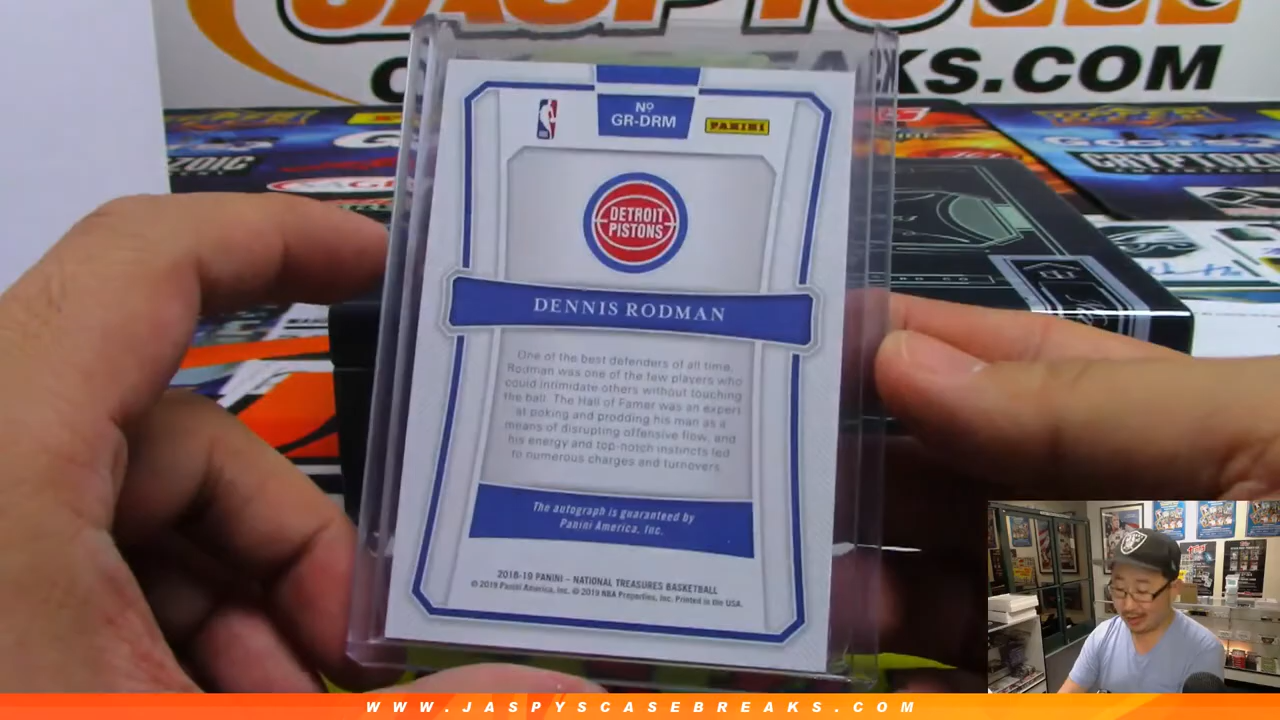 KS.COM
Nº
GR-DRM
PANINI
DETROIT
PISTONS
DENNIS RODMAN
One of the best defenders of all time,
Rodman was one of the few players who
could intimidate others without touching
the ball. The Hall of Famer was an expert
at poking and prodding his man as a
means of disrupting offensive flow, and
his energy and top-notch instincts led
to numerous charges and turnovers.
The autograph is guaranteed by
Panini America, Inc.
2018-19 PANINI – NATIONAL TREASURES BASKETBALL
© 2019 Panini America, Inc. © 2019 NBA Properties, Inc. Printed in the USA.
CRYPTOZO
WWW.JASPYSCASEBREAKS.COM